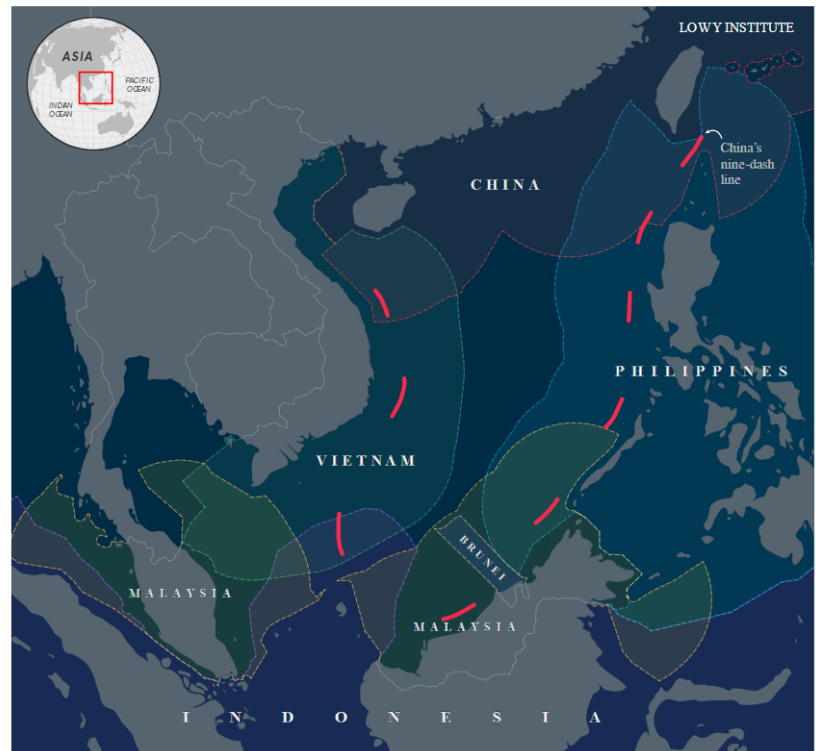 LOWY INSTITUTE
ASIA
PACIFIC
OCEAN
INDIAN
OCEAN
China's
nine-dash
line
CHINA
PHILIPPINES
VIETNAM
BRUNEI
MALAYSIA
MALAYSIA
INDONESIA